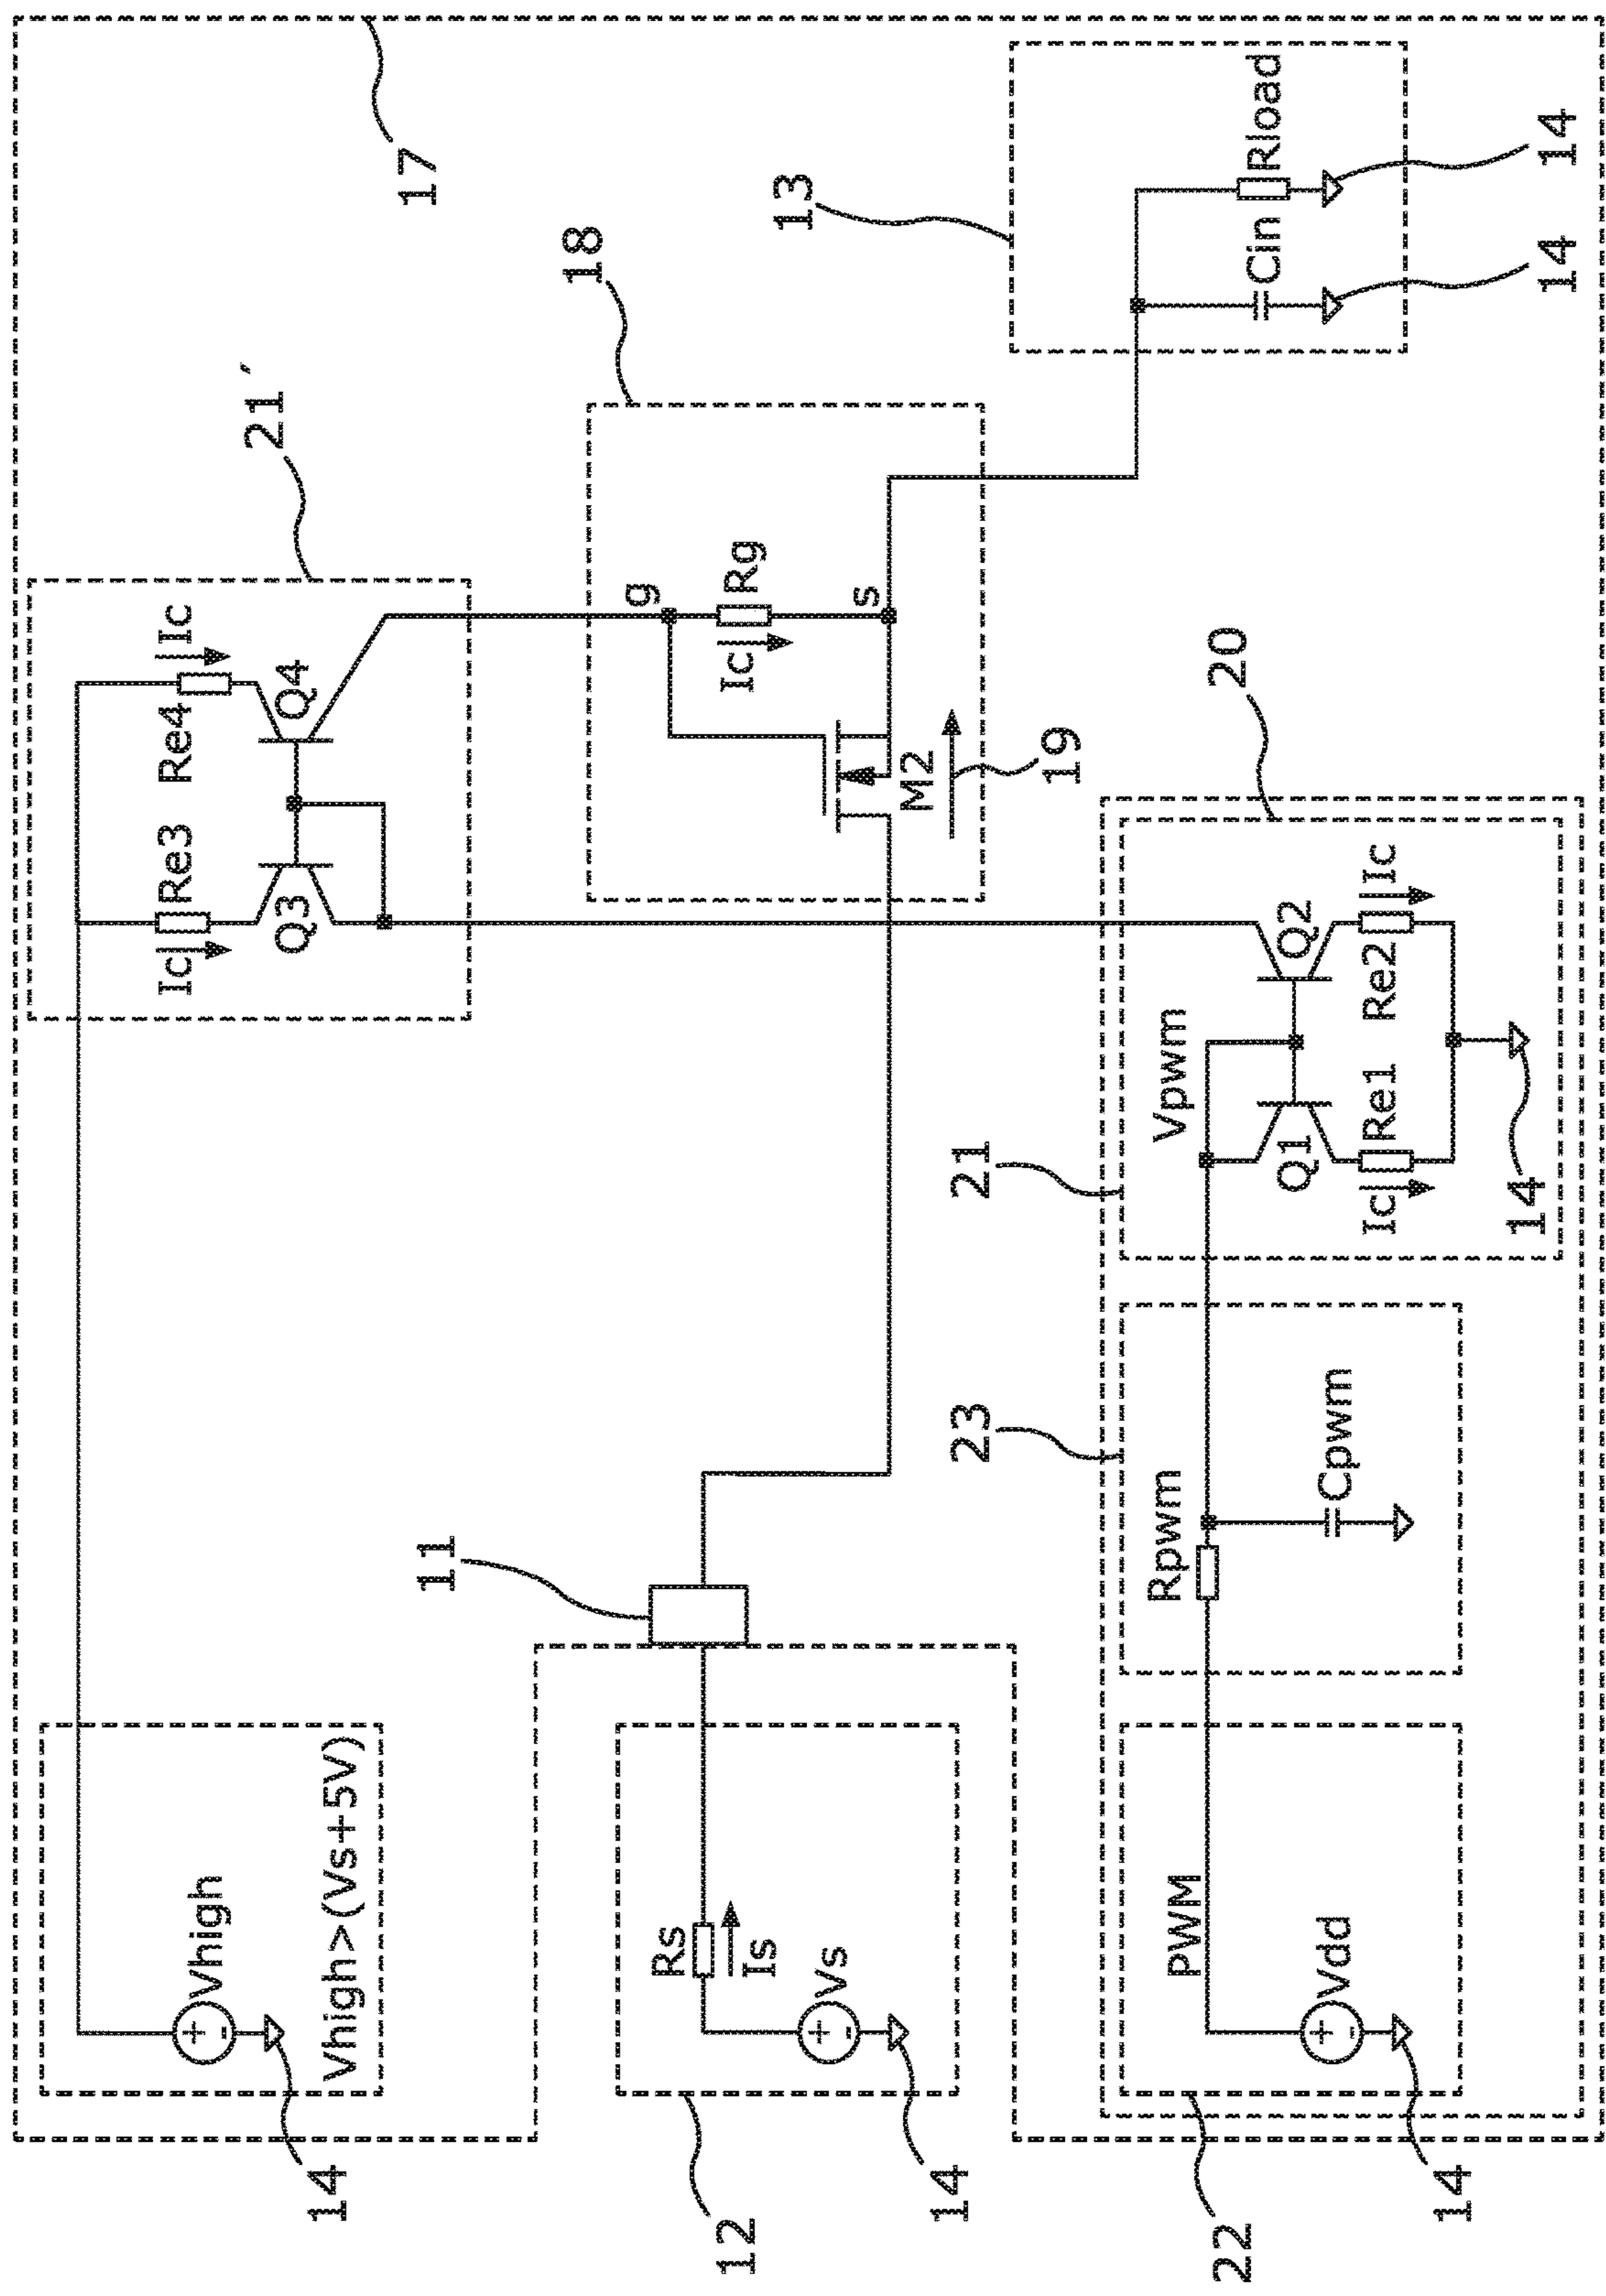 17
21´
Ic
Re4
Q4
Re3
Ic
Q3
Vhigh
Vhigh>(Vs+5V)
14
18
g
Rg
Ic
s
M2
19
13
Rload
Cin
14
14
11
Rs
Is
Vs
14
12
20
21
Vpwm
Q2
Q1
Ic
Re2
Re1
Ic
14
23
Rpwm
Cpwm
PWM
Vdd
14
22